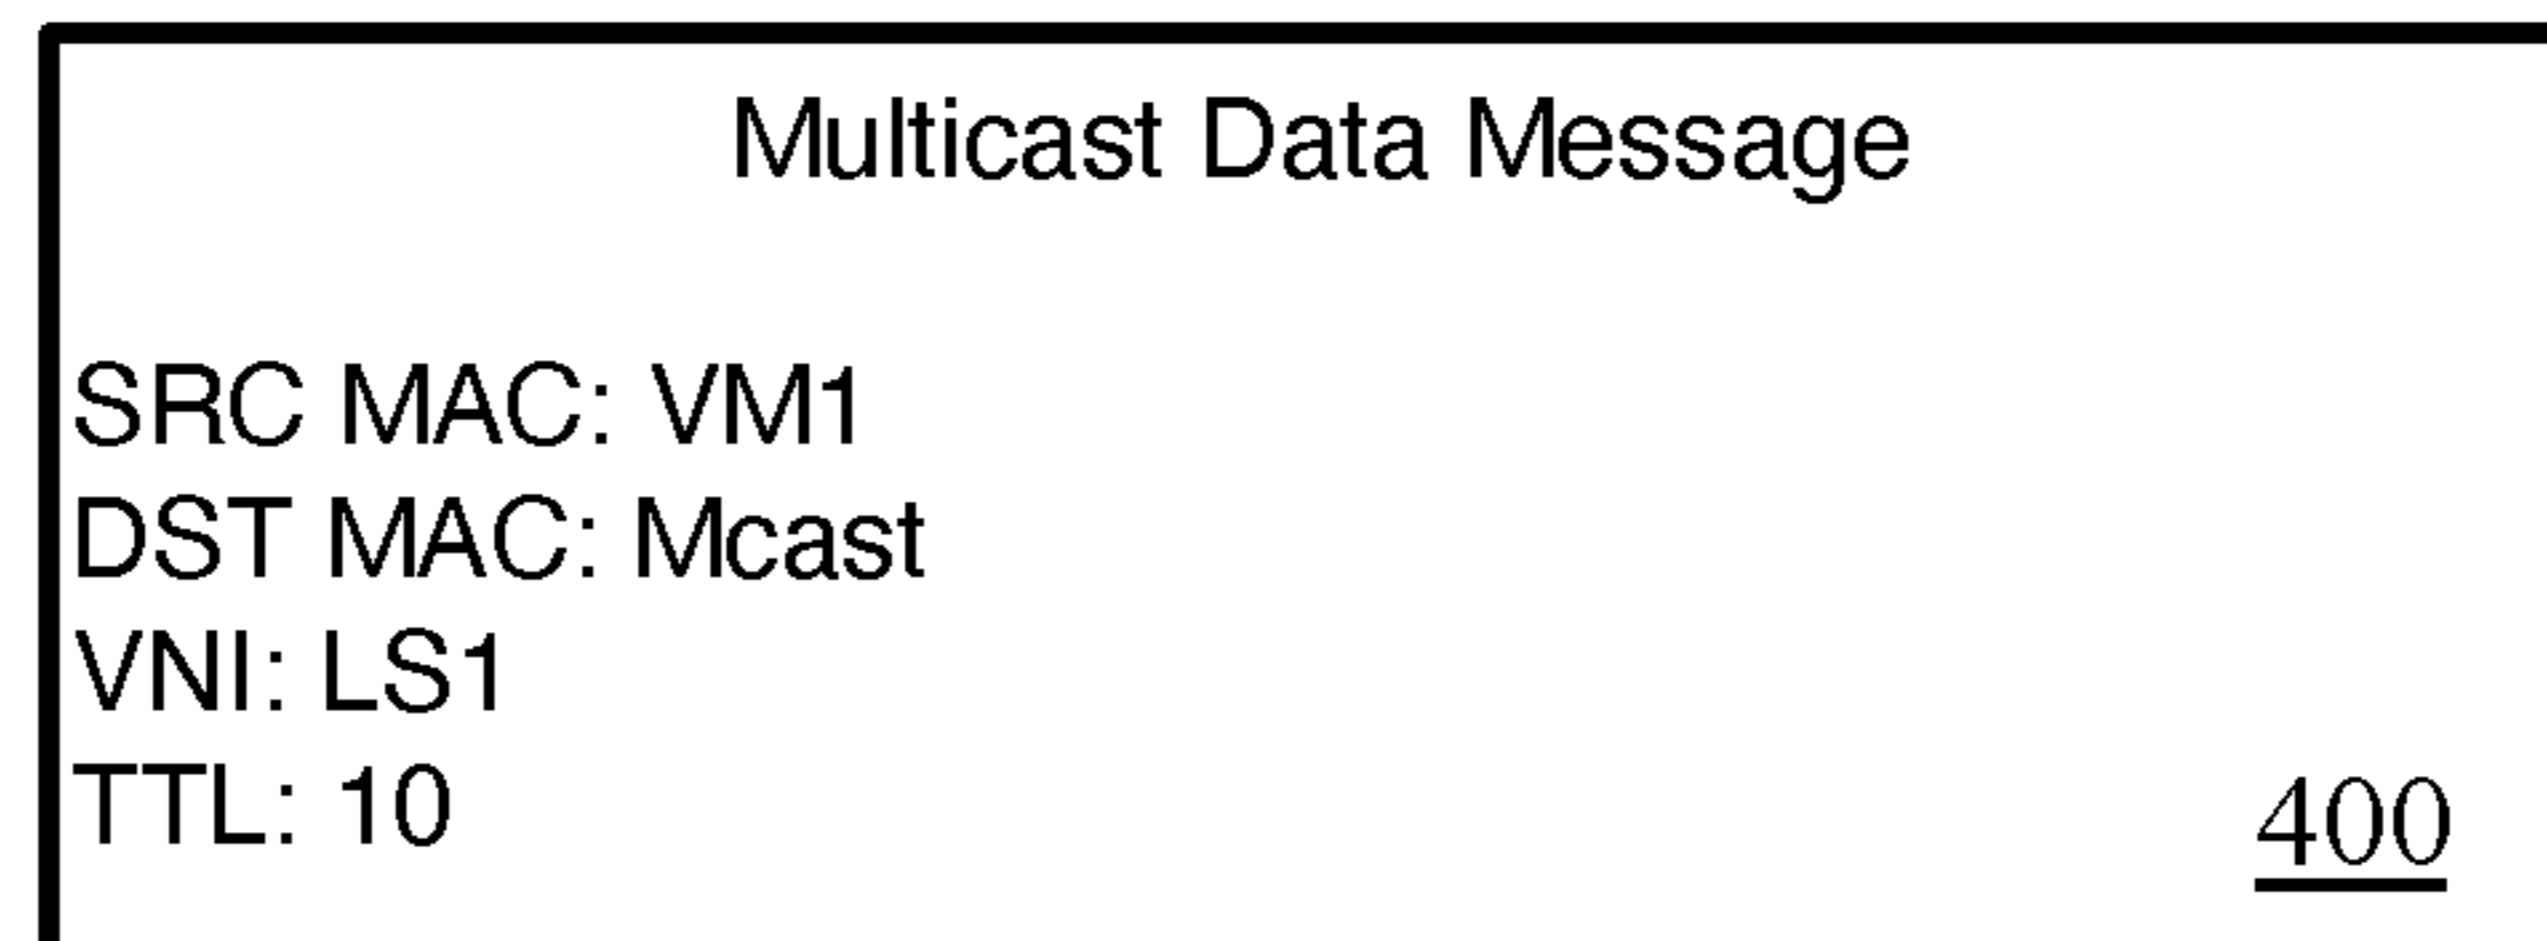 Multicast Data Message
SRC MAC: VM1
DST MAC: Mcast
VNI: LS1
TTL: 10
400